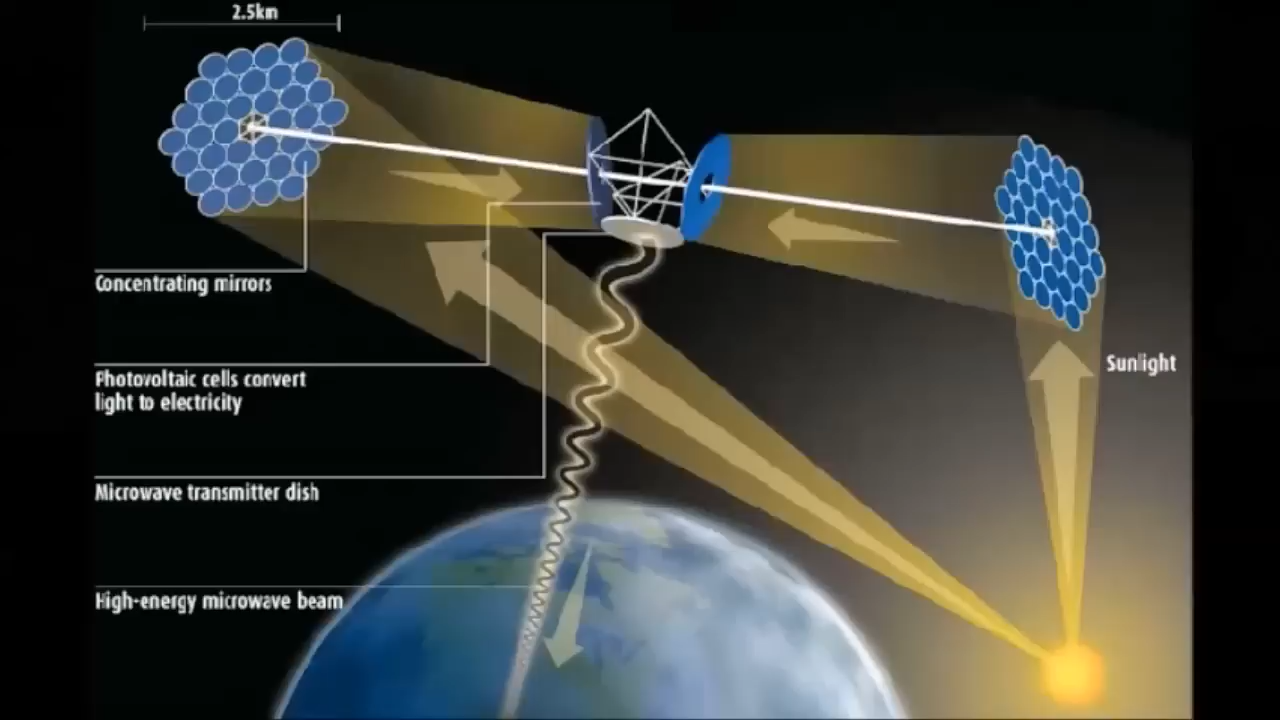 2.5km
Concentrating mirrors
Photovoltaic cells convert
light to electricity
Microwave transmitter dish
High-energy microwave beam
Sunlight